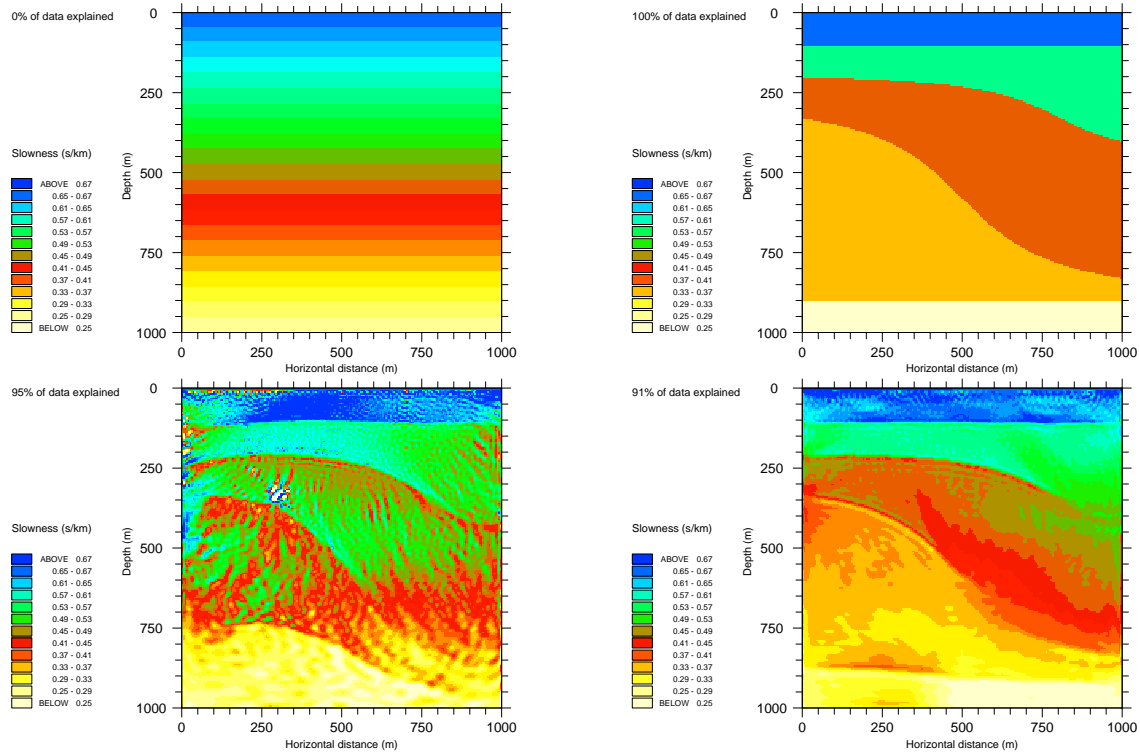 0% of data explained
0
250
500
750
1000
Depth (m)
0 250 500 750 1000
Horizontal distance (m)
Slowness (s/km)
ABOVE 0.67
0.65 - 0.67
0.61 - 0.65
0.57 - 0.61
0.53 - 0.57
0.49 - 0.53
0.45 - 0.49
0.41 - 0.45
0.37 - 0.41
0.33 - 0.37
0.29 - 0.33
0.25 - 0.29
BELOW 0.25
100% of data explained
0
250
500
750
1000
Depth (m)
0 250 500 750 1000
Horizontal distance (m)
Slowness (s/km)
ABOVE 0.67
0.65 - 0.67
0.61 - 0.65
0.57 - 0.61
0.53 - 0.57
0.49 - 0.53
0.45 - 0.49
0.41 - 0.45
0.37 - 0.41
0.33 - 0.37
0.29 - 0.33
0.25 - 0.29
BELOW 0.25
95% of data explained
0
250
500
750
1000
Depth (m)
0 250 500 750 1000
Horizontal distance (m)
Slowness (s/km)
ABOVE 0.67
0.65 - 0.67
0.61 - 0.65
0.57 - 0.61
0.53 - 0.57
0.49 - 0.53
0.45 - 0.49
0.41 - 0.45
0.37 - 0.41
0.33 - 0.37
0.29 - 0.33
0.25 - 0.29
BELOW 0.25
91% of data explained
0
250
500
750
1000
Depth (m)
0 250 500 750 1000
Horizontal distance (m)
Slowness (s/km)
ABOVE 0.67
0.65 - 0.67
0.61 - 0.65
0.57 - 0.61
0.53 - 0.57
0.49 - 0.53
0.45 - 0.49
0.41 - 0.45
0.37 - 0.41
0.33 - 0.37
0.29 - 0.33
0.25 - 0.29
BELOW 0.25